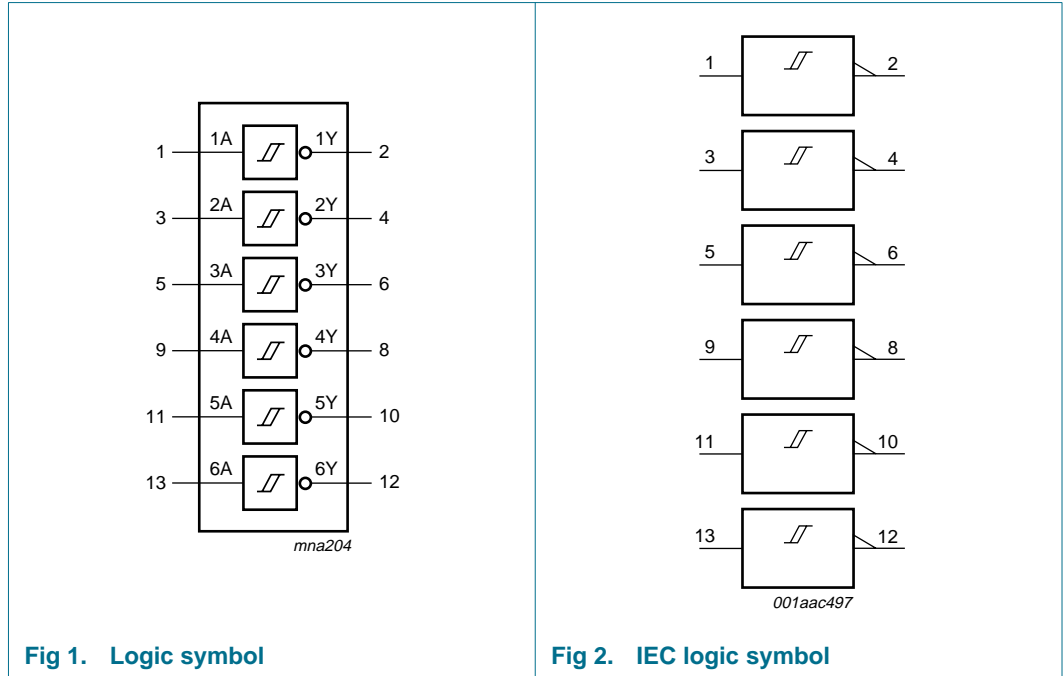 1 1A 1Y 2
3 2A 2Y 4
5 3A 3Y 6
9 4A 4Y 8
11 5A 5Y 10
13 6A 6Y 12
mna204
Fig 1. Logic symbol
1 2
3 4
5 6
9 8
11 10
13 12
001aac497
Fig 2. IEC logic symbol